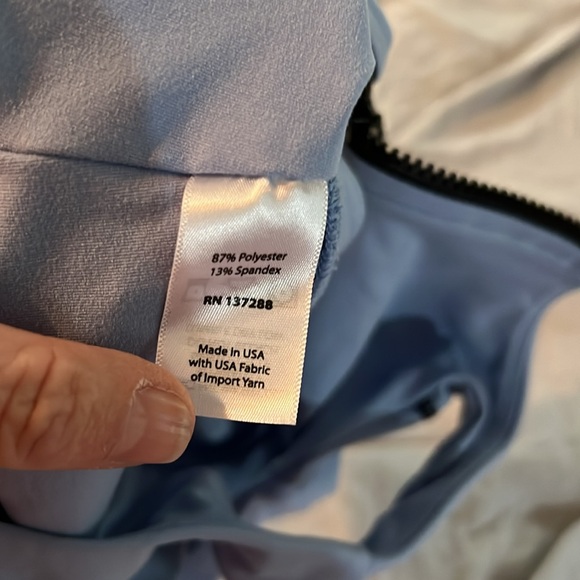 87% Polyester
13% Spandex
RN 137288
Made in USA
with USA Fabric
of Import Yarn